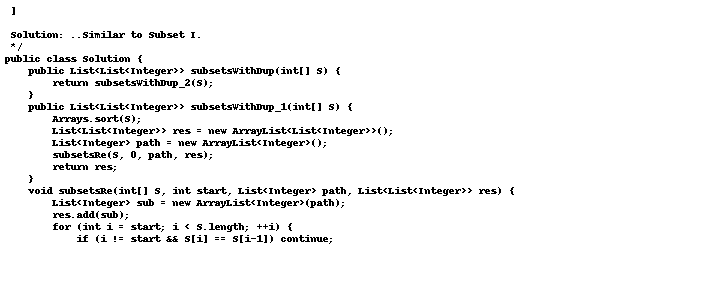 ]
Solution: ..Similar to Subset I.
*/
public class Solution {
public List<List<Integer>> subsetsWithDup(int[] S) {
return subsetsWithDup_2(S);
}
public List<List<Integer>> subsetsWithDup_1(int[] S) {
Arrays.sort(S);
List<List<Integer>> res = new ArrayList<List<Integer>>();
List<Integer> path = new ArrayList<Integer>();
subsetsRe(S, 0, path, res);
return res;
}
void subsetsRe(int[] S, int start, List<Integer> path, List<List<Integer>> res) {
List<Integer> sub = new ArrayList<Integer>(path);
res.add(sub);
for (int i = start; i < S.length; ++i) {
if (i != start && S[i] == S[i-1]) continue;